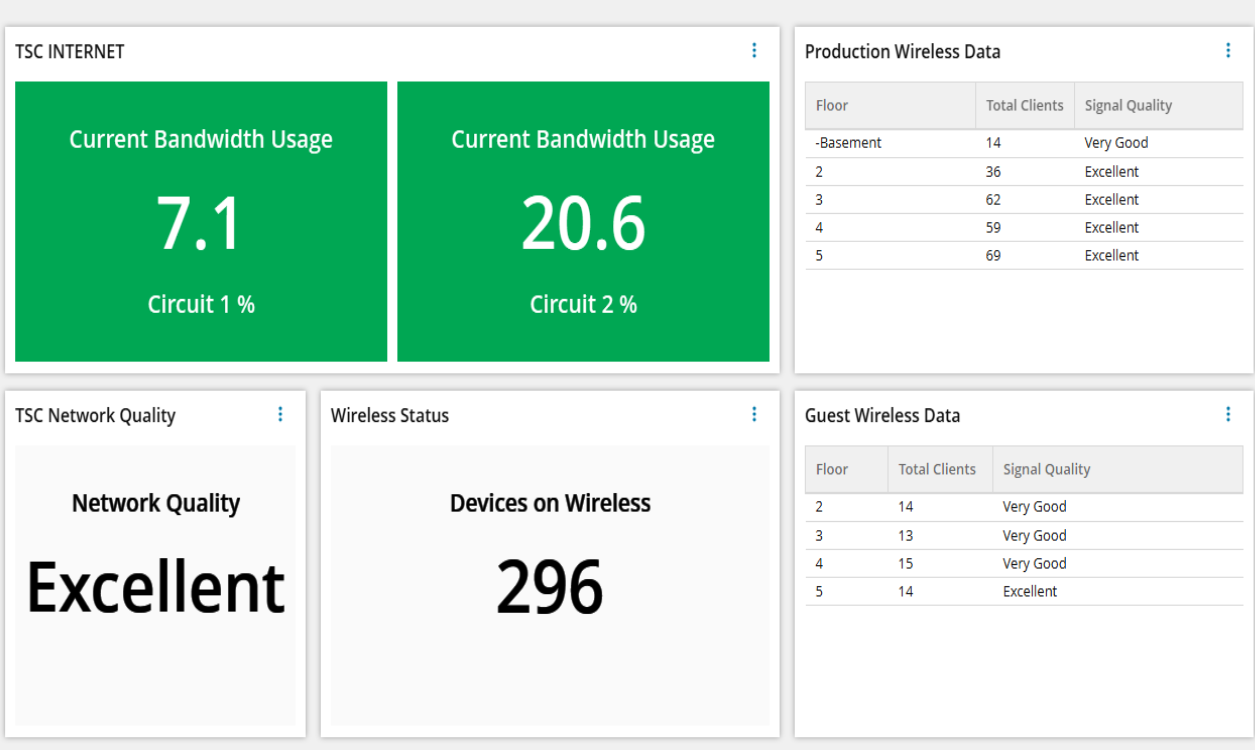 TSC INTERNET
Current Bandwidth Usage
7.1
Circuit 1 %
Current Bandwidth Usage
20.6
Circuit 2 %
Production Wireless Data
Floor Total Clients Signal Quality
-Basement 14 Very Good
2 36 Excellent
3 62 Excellent
4 59 Excellent
5 69 Excellent
TSC Network Quality
Network Quality
Excellent
Wireless Status
Devices on Wireless
296
Guest Wireless Data
Floor Total Clients Signal Quality
2 14 Very Good
3 13 Very Good
4 15 Very Good
5 14 Excellent